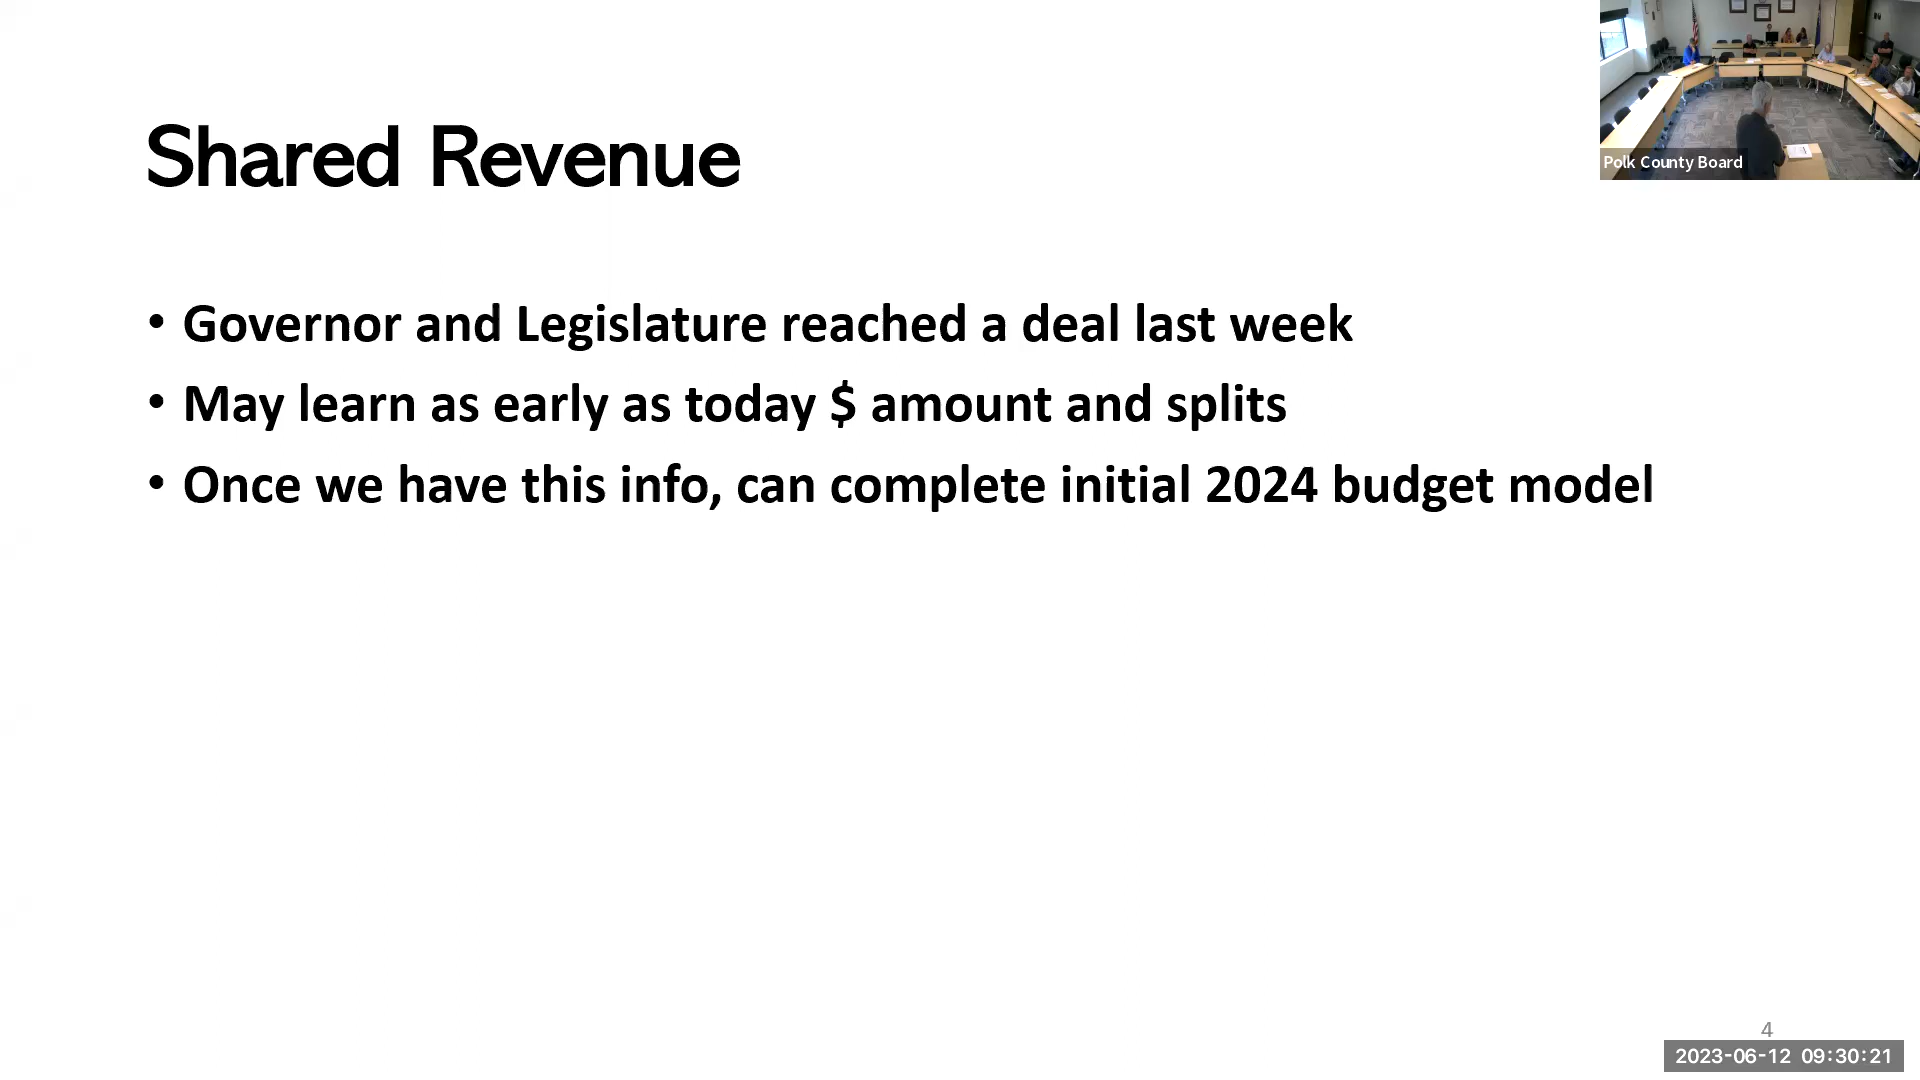 Shared Revenue
• Governor and Legislature reached a deal last week
• May learn as early as today $ amount and splits
• Once we have this info, can complete initial 2024 budget model
Polk County Board
4
2023-06-12 09:30:21